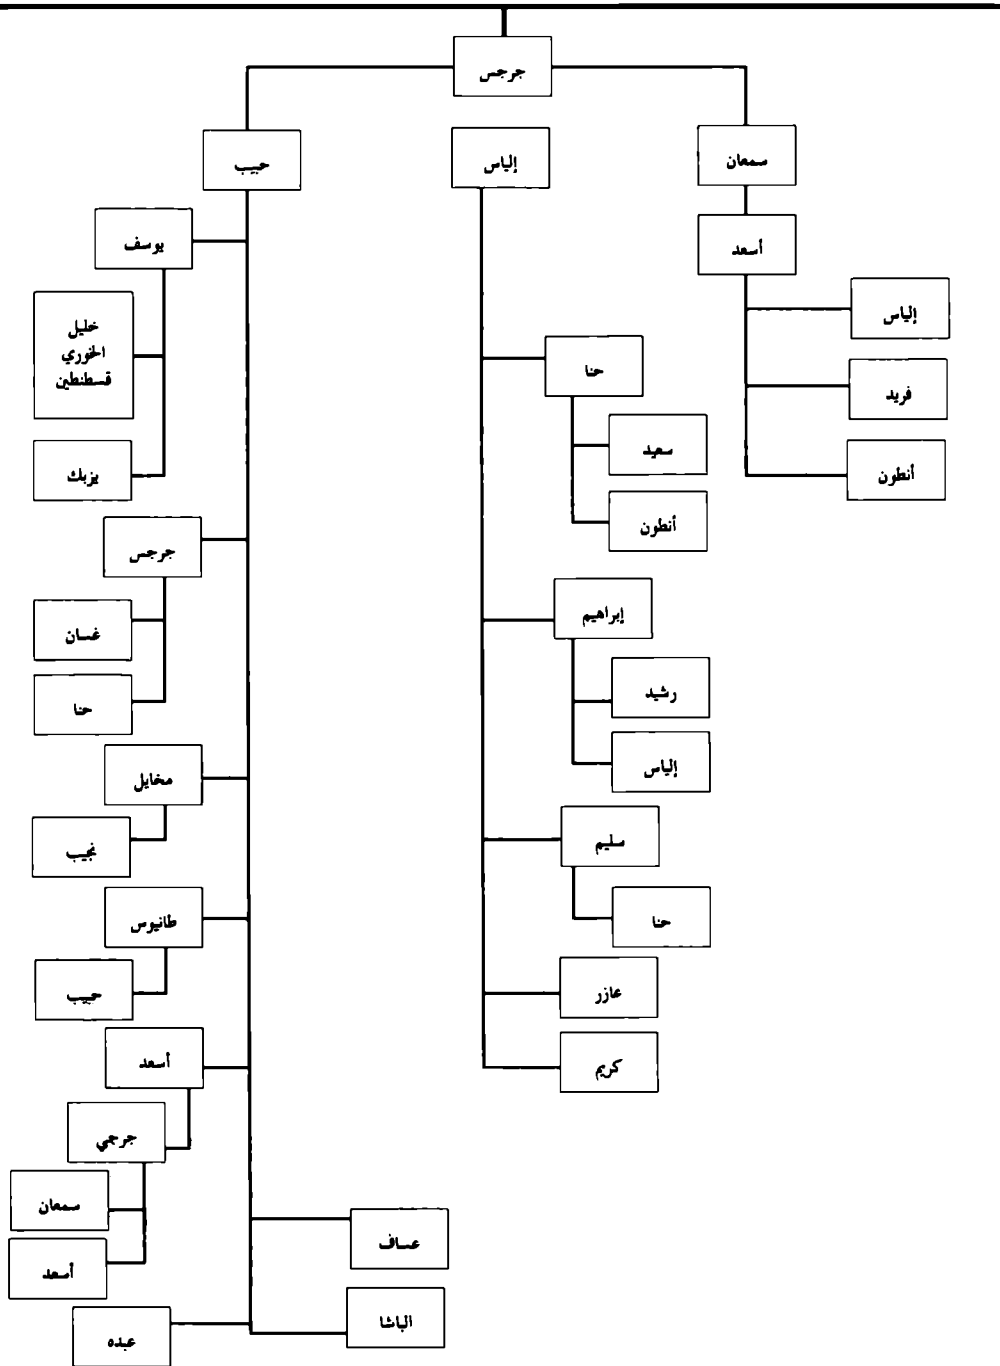 جرجس
سمعان
أسعد
إلياس
فريد
أنطون
إلياس
حنا
سعيد
أنطون
إبراهيم
رشيد
إلياس
سليم
حنا
عازر
كريم
حبيب
يوسف
خليل
الخوري
قسطنطين
يزبك
جرجس
غسان
حنا
مخايل
نجيب
طانيوس
حبيب
أسعد
جرجي
سمعان
أسعد
عساف
الباشا
عبده